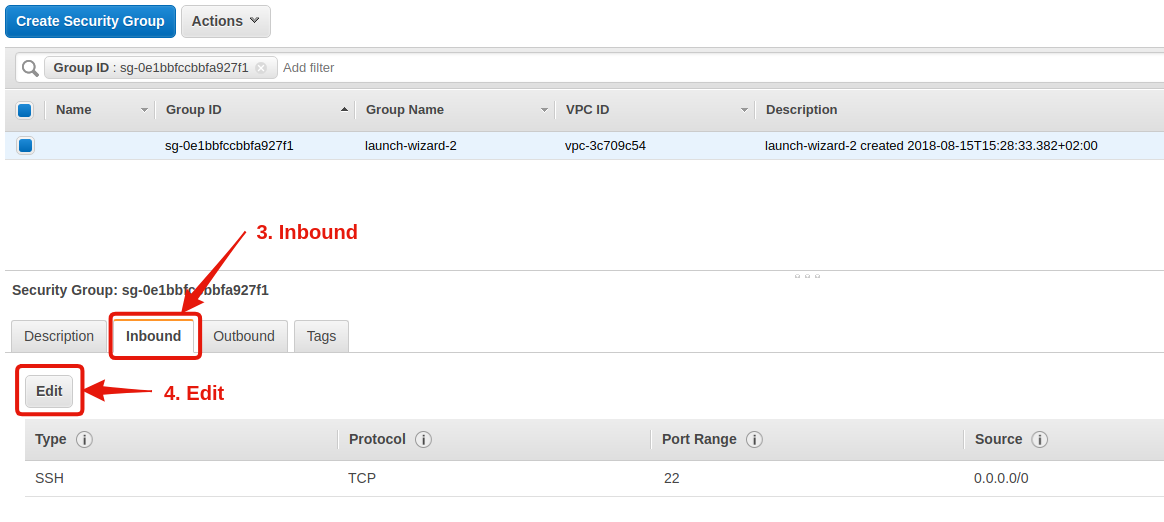 Create Security Group Actions
Group ID : sg-0e1bbfccbbfa927f1 Add filter
Name Group ID Group Name VPC ID Description
sg-0e1bbfccbbfa927f1 launch-wizard-2 vpc-3c709c54 launch-wizard-2 created 2018-08-15T15:28:33.382+02:00
3. Inbound
Security Group: sg-0e1bbfccbbfa927f1
Description Inbound Outbound Tags
Edit 4. Edit
Type Protocol Port Range Source
SSH TCP 22 0.0.0.0/0